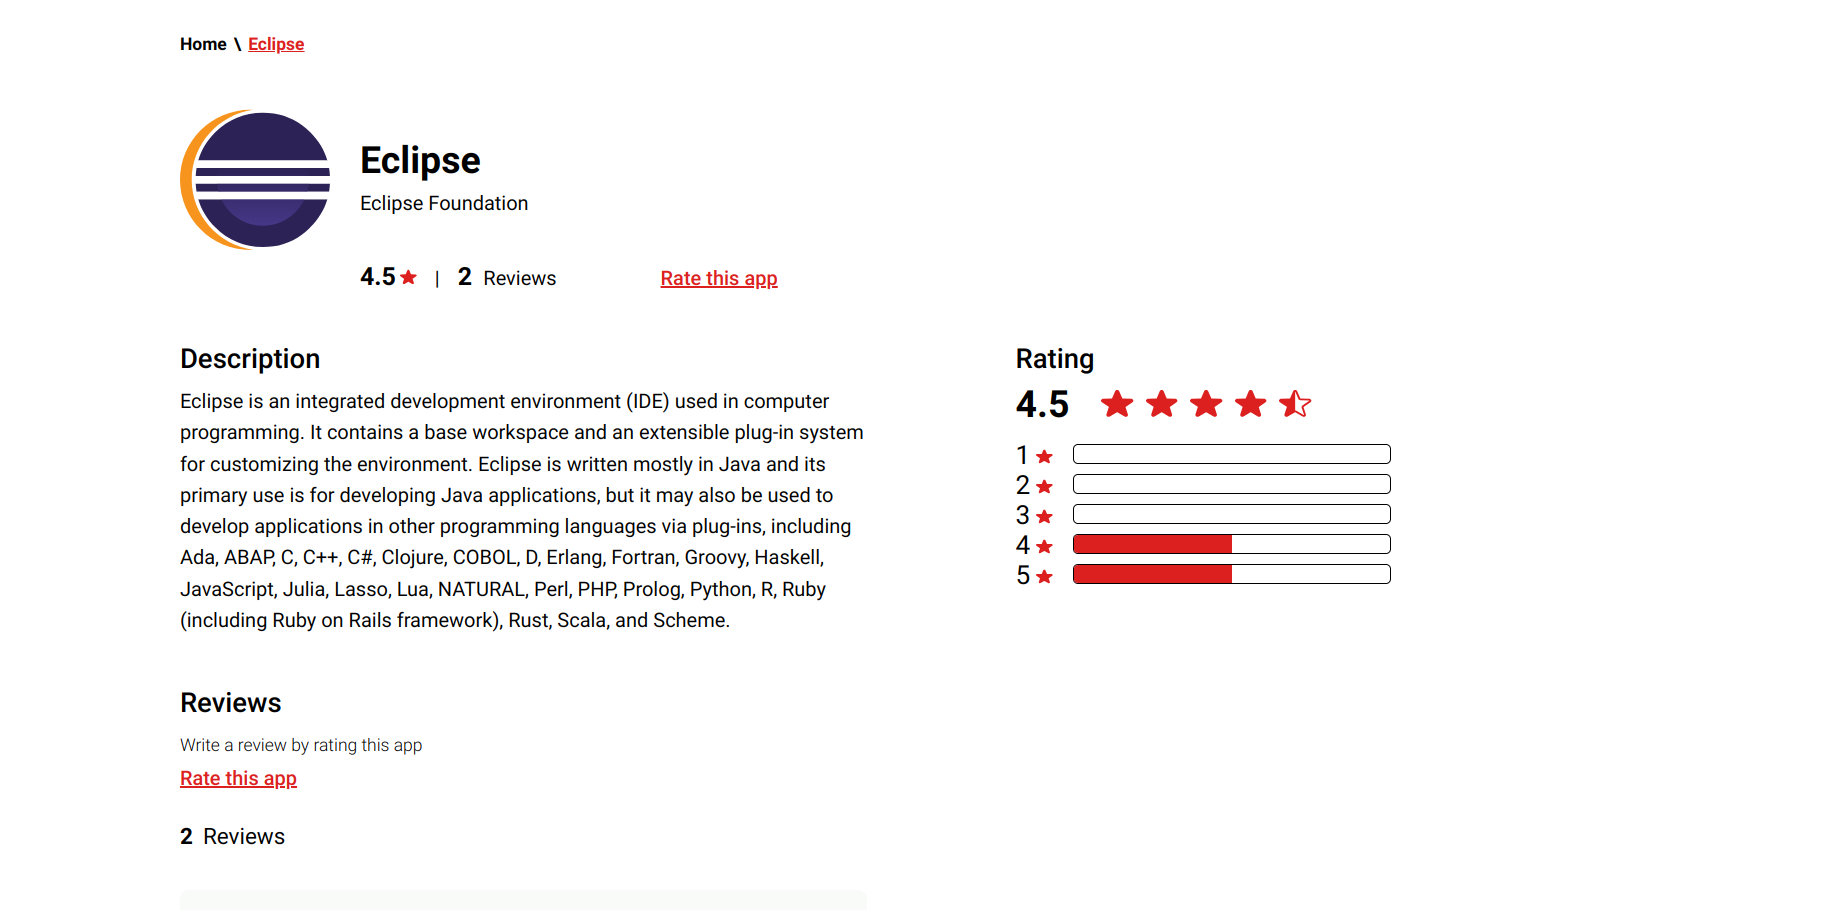 Home \ Eclipse
Eclipse
Eclipse Foundation
4.5 | 2 Reviews Rate this app
Description
Eclipse is an integrated development environment (IDE) used in computer
programming. It contains a base workspace and an extensible plug-in system
for customizing the environment. Eclipse is written mostly in Java and its
primary use is for developing Java applications, but it may also be used to
develop applications in other programming languages via plug-ins, including
Ada, ABAP, C, C++, C#, Clojure, COBOL, D, Erlang, Fortran, Groovy, Haskell,
JavaScript, Julia, Lasso, Lua, NATURAL, Perl, PHP, Prolog, Python, R, Ruby
(including Ruby on Rails framework), Rust, Scala, and Scheme.
Rating
4.5
1
2
3
4
5
Reviews
Write a review by rating this app
Rate this app
2 Reviews